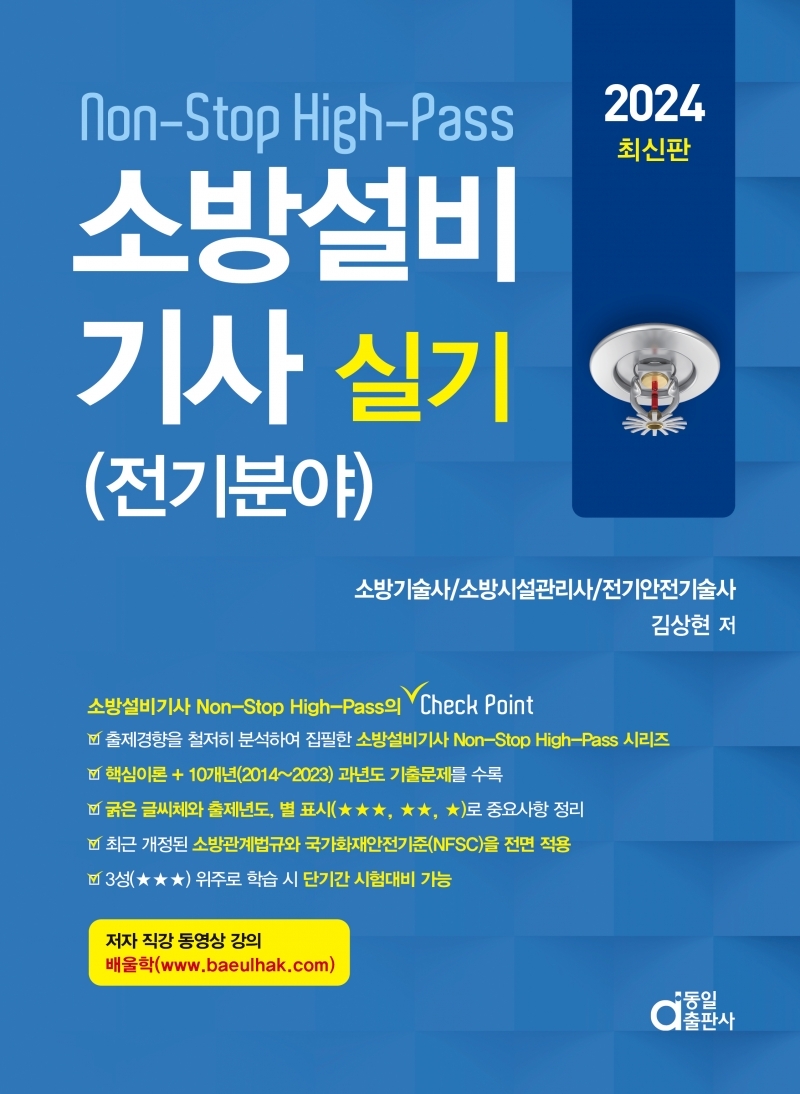 Non-Stop High-Pass
소방설비
기사 실기
(전기분야)
2024
최신판
소방기술사/소방시설관리사/전기안전기술사
김상현 저
소방설비기사 Non-Stop High-Pass의 Check Point
출제경향을 철저히 분석하여 집필한 소방설비기사 Non-Stop High-Pass 시리즈
핵심이론 + 10개년(2014~2023) 과년도 기출문제를 수록
굵은 글씨체와 출제년도, 별 표시(★★★, ★★, ★)로 중요사항 정리
최근 개정된 소방관계법규와 국가화재안전기준(NFSC)을 전면 적용
3성(★★★) 위주로 학습 시 단기간 시험대비 가능
저자 직강 동영상 강의
배울학(www.baeulhak.com)
동일
출판사